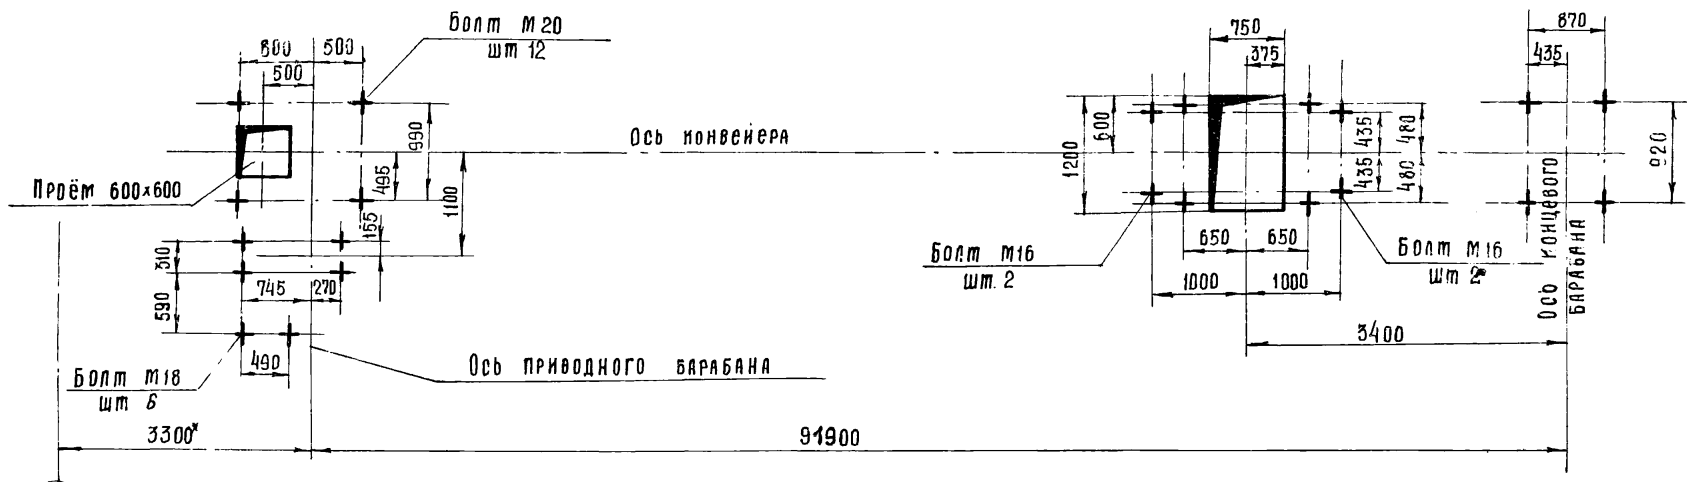 Болт М20
шт 12
800
500
500
990
495
1100
155
Проём 600×600
310
590
745
270
490
Болт М18
шт 6
Ось приводного барабана
3300*
91900
Ось конвейера
750
375
1200
600
435
480
435
480
650
650
1000
1000
Болт М16
шт. 2
Болт М16
шт 2
3400
870
435
920
Ось концевого
барабана